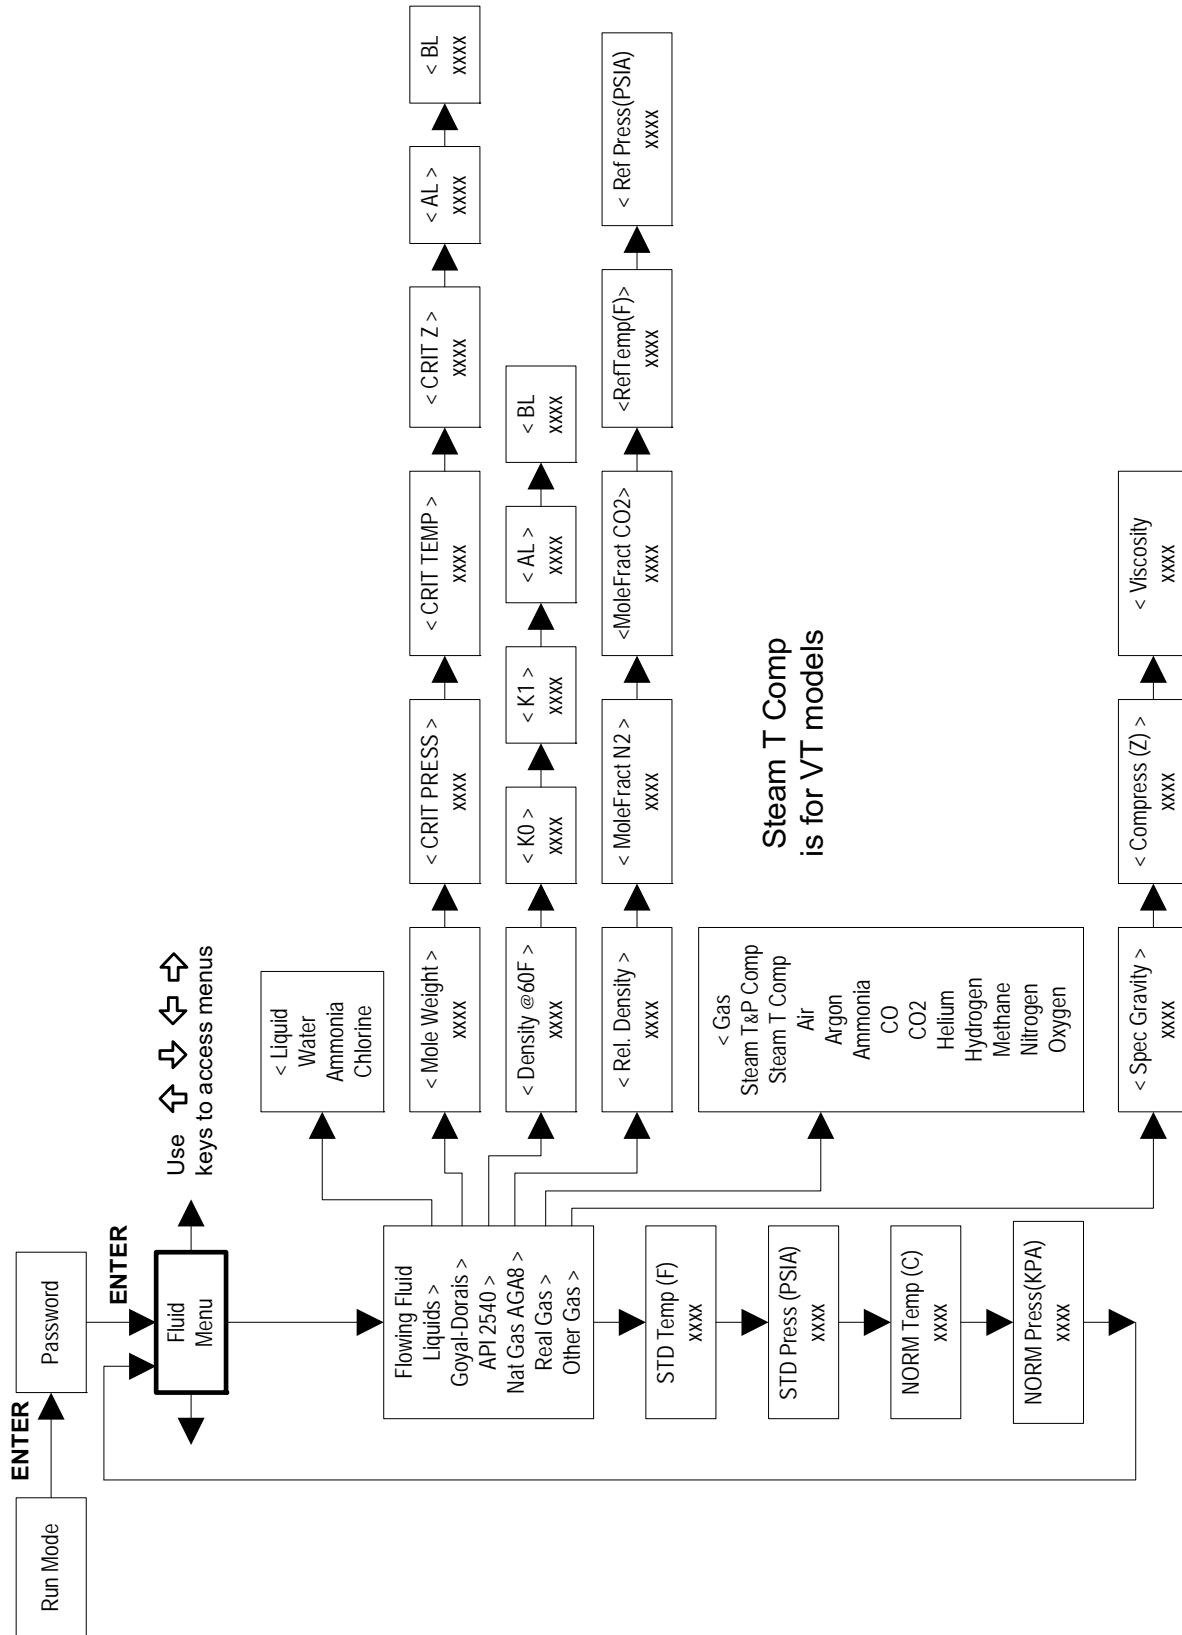 Run Mode
ENTER
Password
ENTER
Fluid
Menu
Use
keys to access menus
Flowing Fluid
Liquids >
Goyal-Dorais >
API 2540 >
Nat Gas AGA8 >
Real Gas >
Other Gas >
STD Temp (F)
xxxx
STD Press (PSIA)
xxxx
NORM Temp (C)
xxxx
NORM Press(KPA)
xxxx
< Liquid
Water
Ammonia
Chlorine
< Mole Weight >
xxxx
< CRIT PRESS >
xxxx
< CRIT TEMP >
xxxx
< CRIT Z >
xxxx
< AL >
xxxx
< BL
xxxx
< Density @60F >
xxxx
< K0 >
xxxx
< K1 >
xxxx
< AL >
xxxx
< BL
xxxx
< Rel. Density >
xxxx
< MoleFract N2 >
xxxx
<MoleFract CO2>
xxxx
<RefTemp(F)>
xxxx
< Ref Press(PSIA)
xxxx
< Gas
Steam T&P Comp
Steam T Comp
Air
Argon
Ammonia
CO
CO2
Helium
Hydrogen
Methane
Nitrogen
Oxygen
Steam T Comp
is for VT models
< Spec Gravity >
xxxx
< Compress (Z) >
xxxx
< Viscosity
xxxx